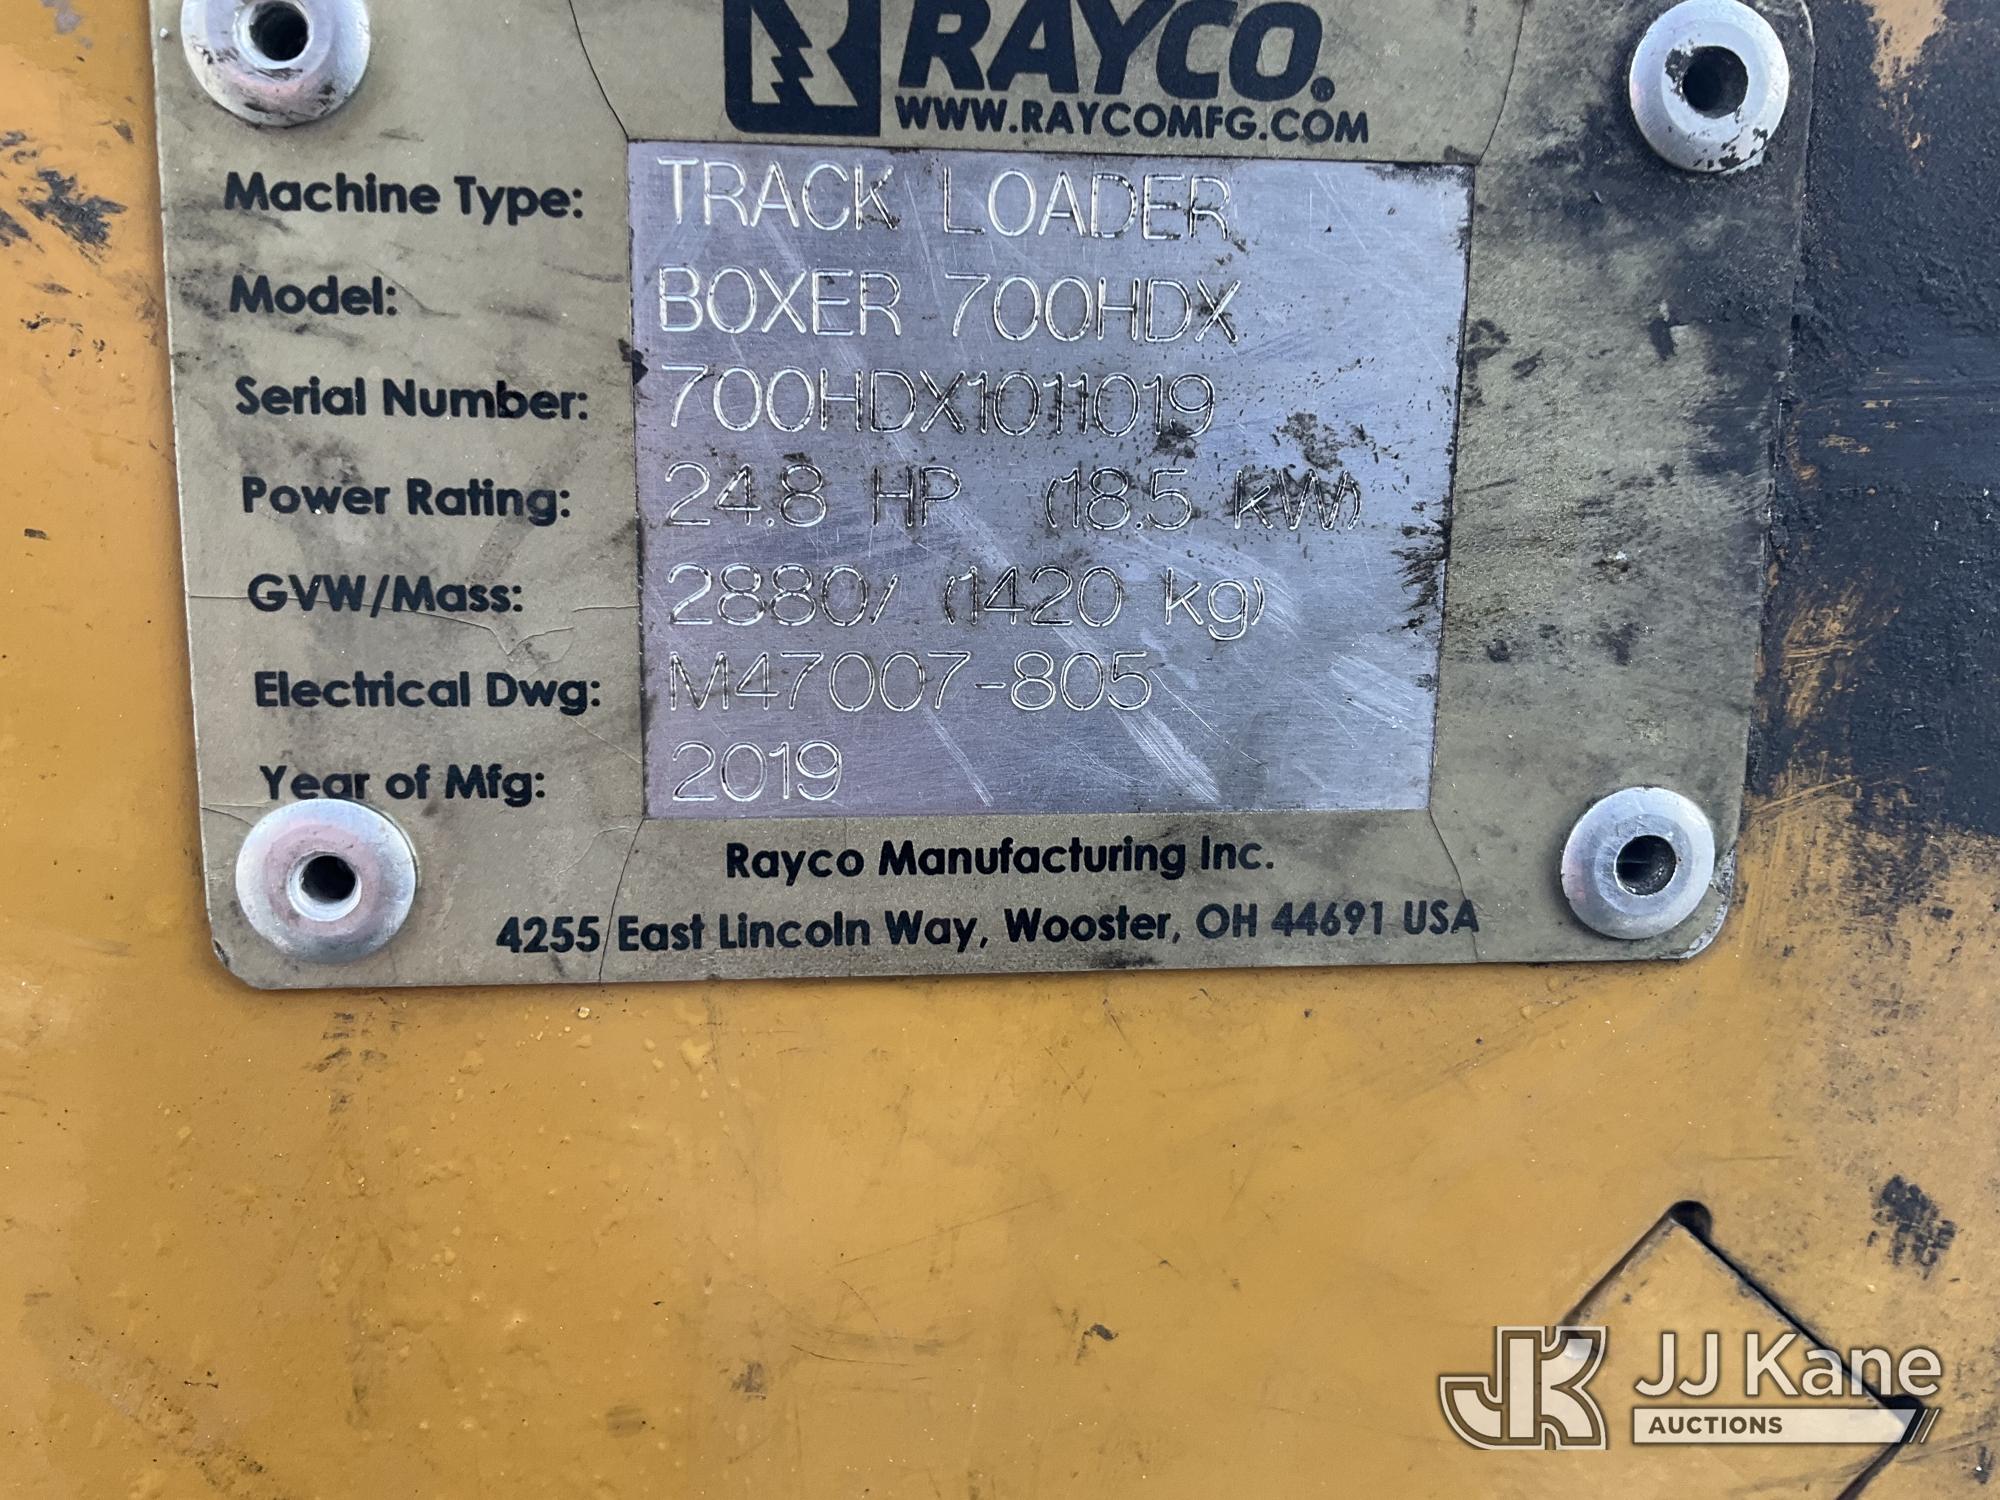 RAYCO®
WWW.RAYCOMFG.COM
Machine Type: TRACK LOADER
Model: BOXER 700HDX
Serial Number: 700HDX1011019
Power Rating: 24.8 HP (18.5 kW)
GVW/Mass: 2880/ (1420 kg)
Electrical Dwg: M47007-805
Year of Mfg: 2019
Rayco Manufacturing Inc.
4255 East Lincoln Way, Wooster, OH 44691 USA
JK JJ Kane
AUCTIONS